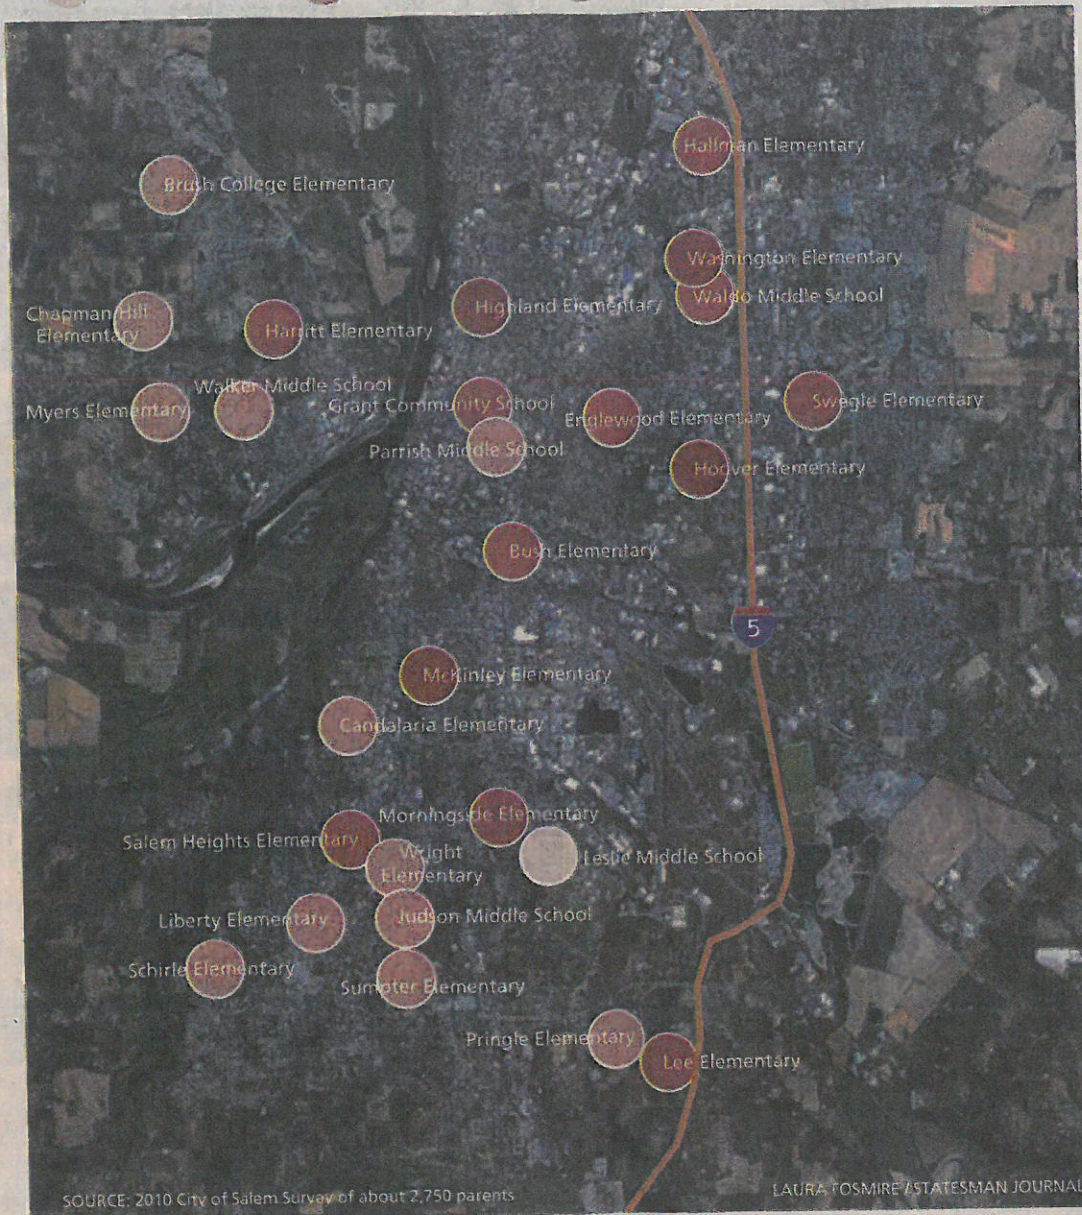 Hallman Elementary
Brush College Elementary
Washington Elementary
Waldo Middle School
Highland Elementary
Chapman Hill
Elementary
Harritt Elementary
Walker Middle School
Myers Elementary
Grant Community School
Englewood Elementary
Swegle Elementary
Parrish Middle School
Hoover Elementary
Bush Elementary
5
McKinley Elementary
Candalaria Elementary
Morningside Elementary
Salem Heights Elementary
Wright
Elementary
Leslie Middle School
Liberty Elementary
Judson Middle School
Schirle Elementary
Sumpter Elementary
Pringle Elementary
Lee Elementary
SOURCE: 2010 City of Salem Survey of about 2,750 parents
LAURA FOSMIRE / STATESMAN JOURNAL